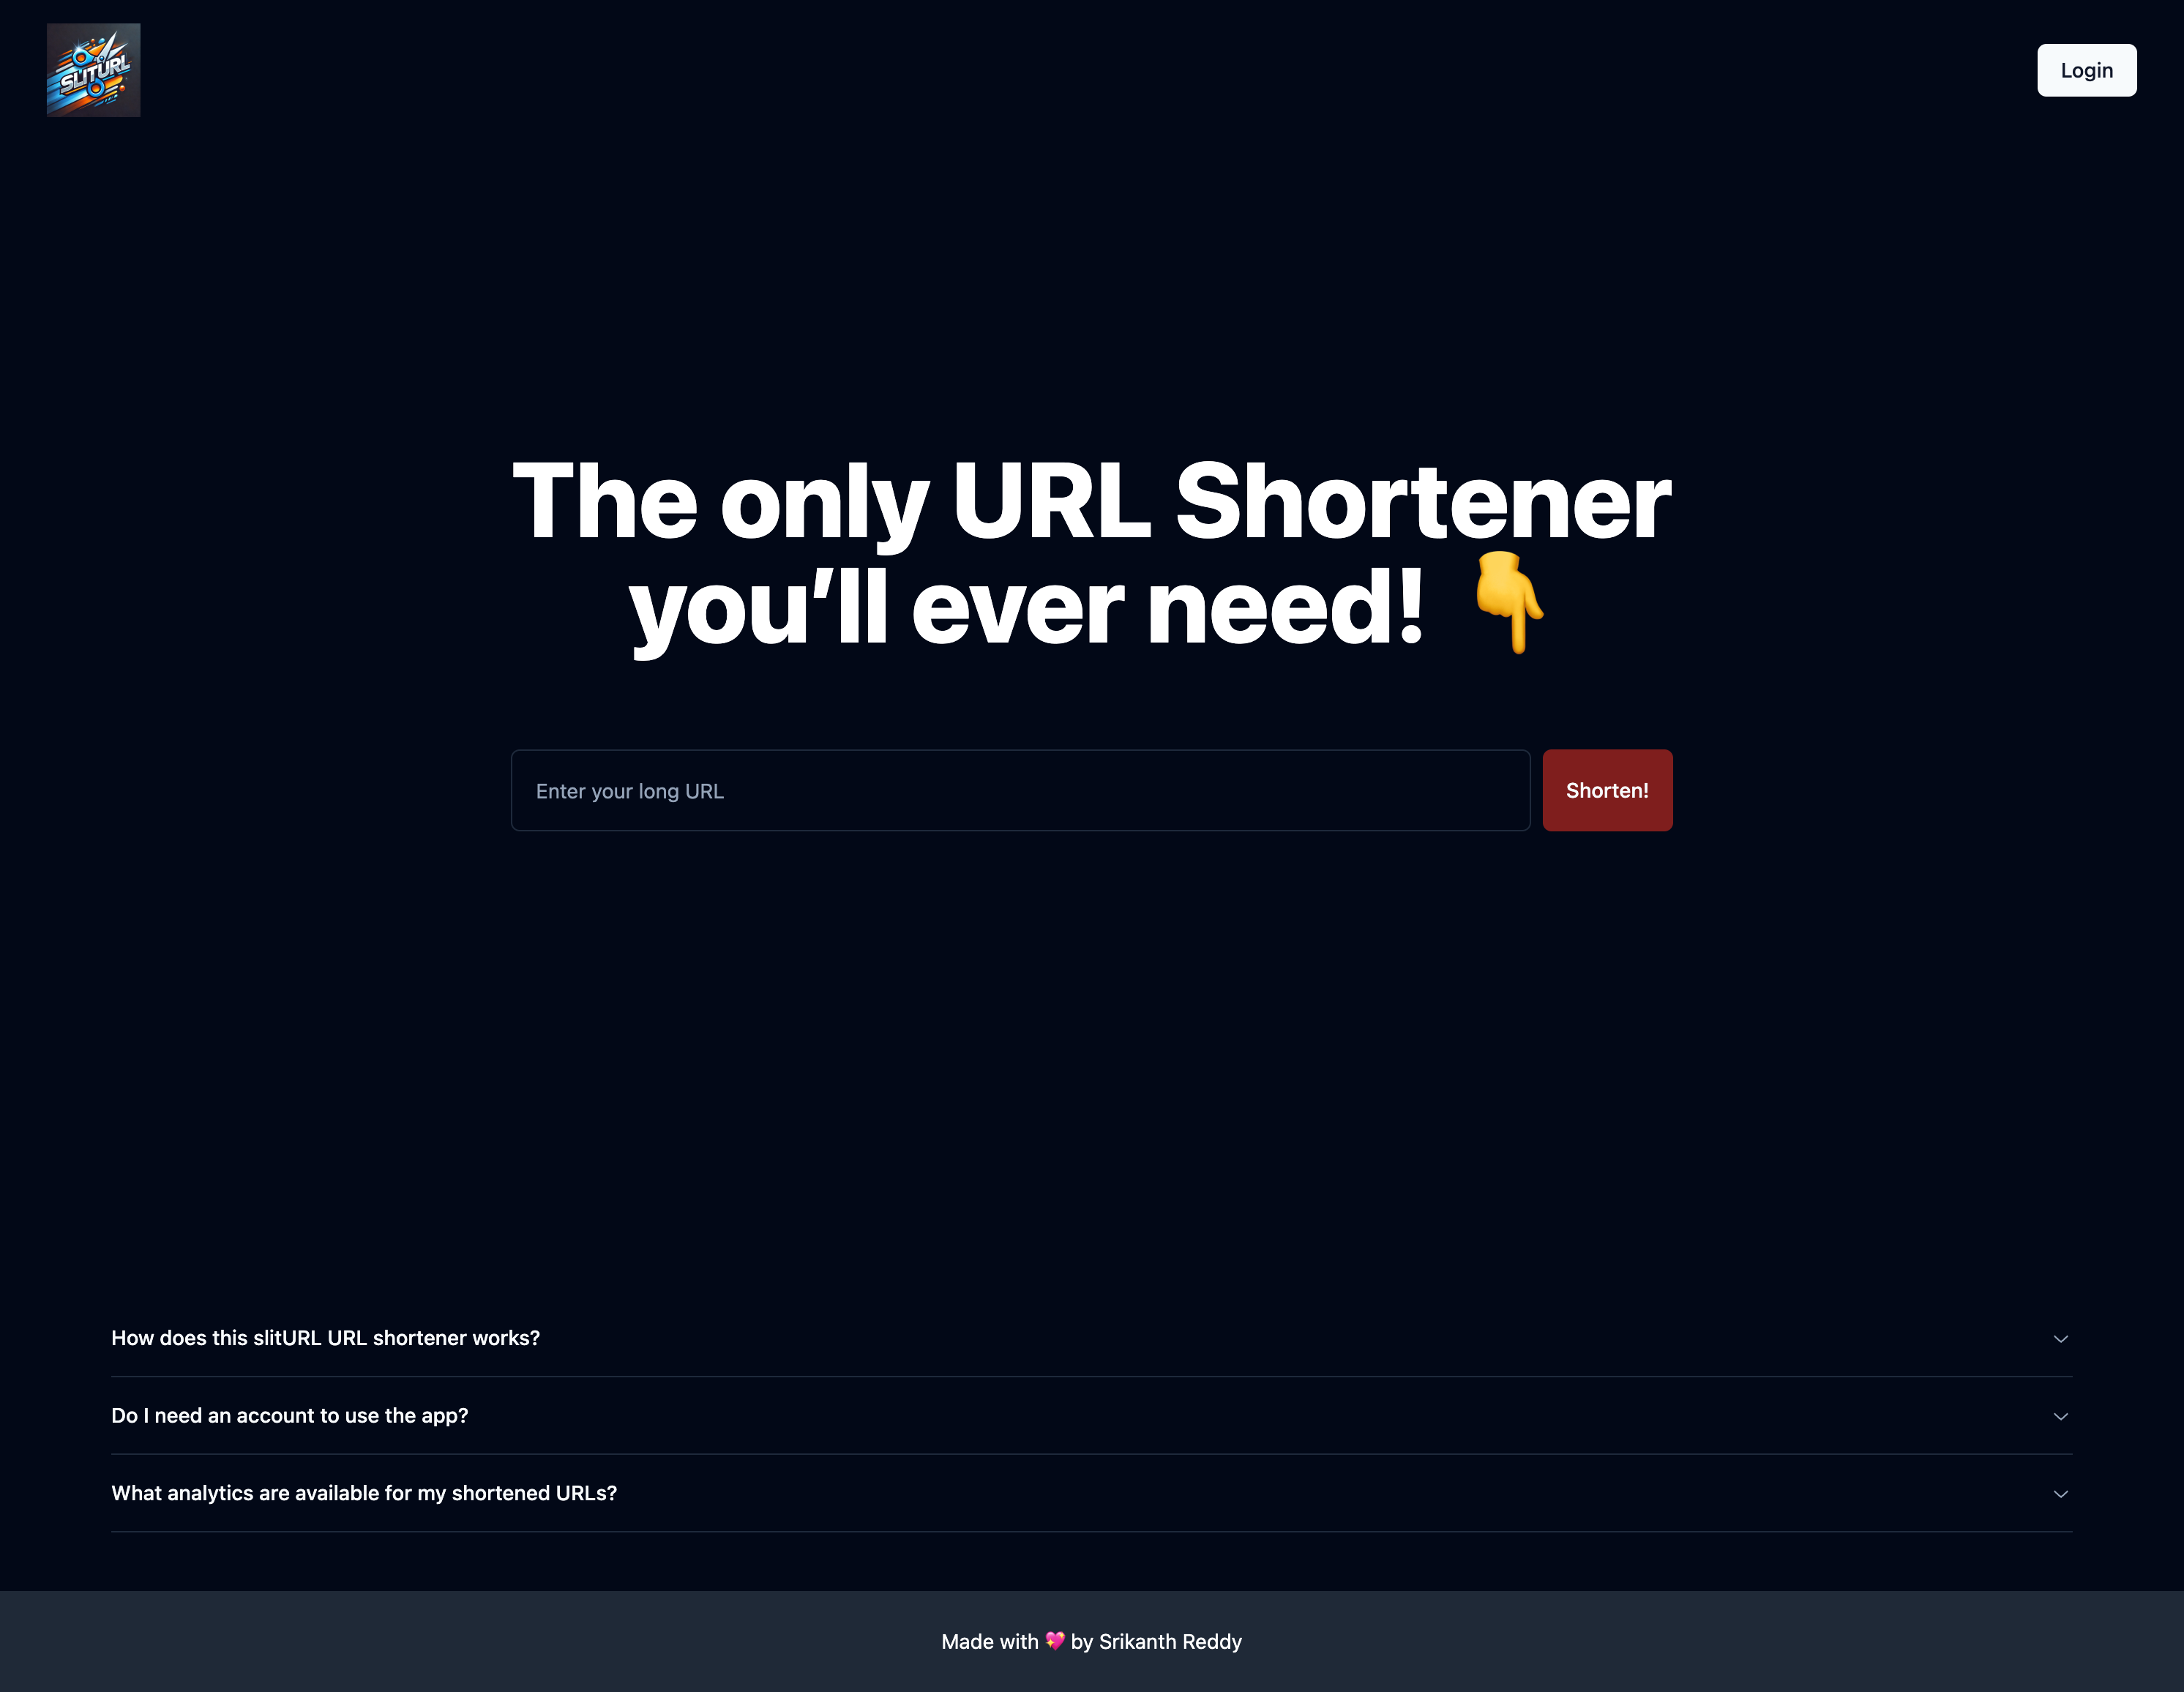 SLITURL
Login
The only URL Shortener
you’ll ever need! 👇
Enter your long URL
Shorten!
How does this slitURL URL shortener works?
Do I need an account to use the app?
What analytics are available for my shortened URLs?
Made with 💖 by Srikanth Reddy